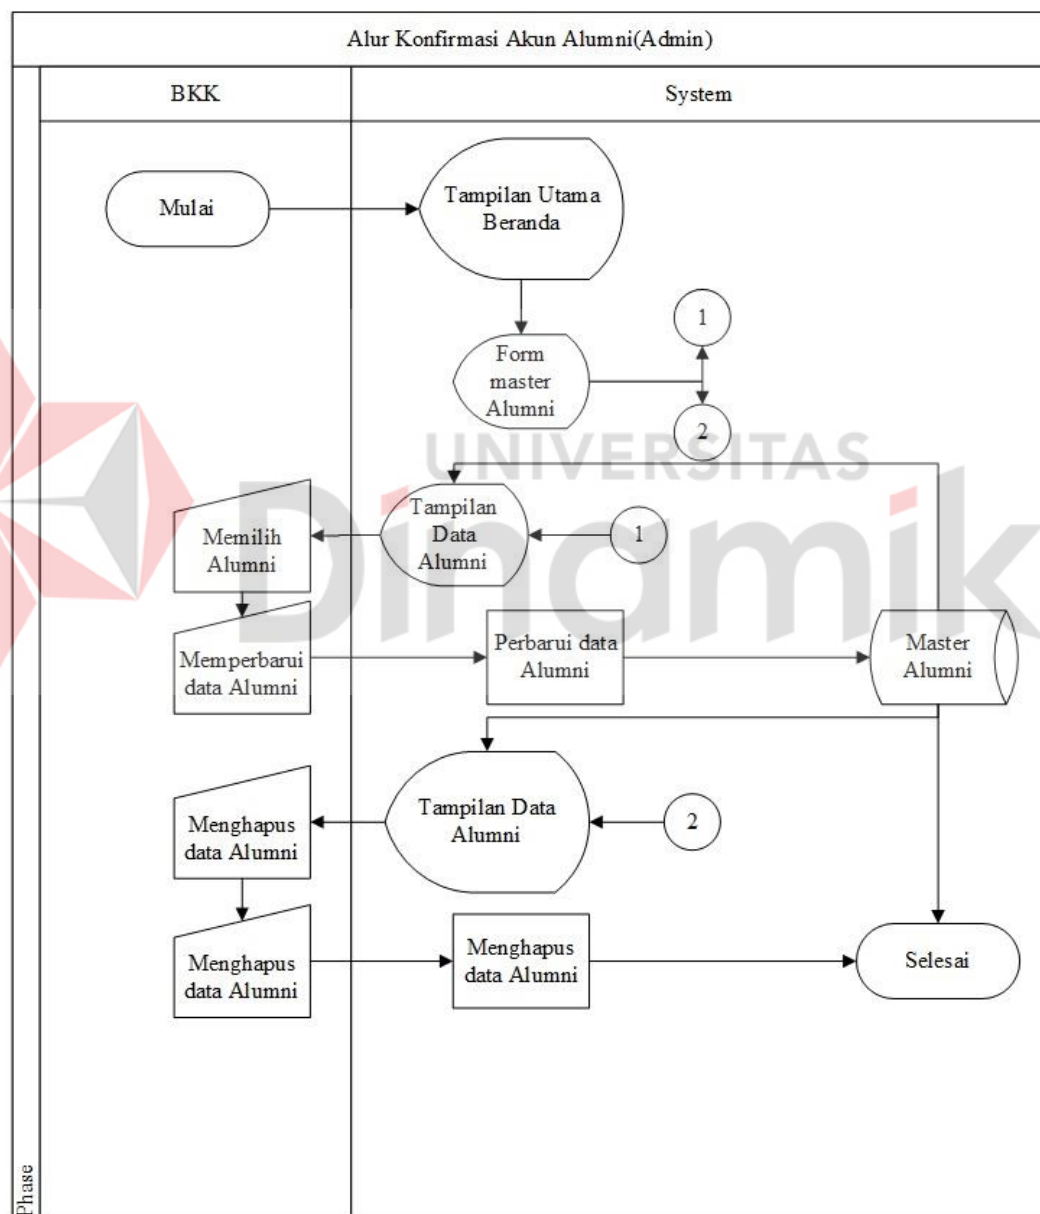 Alur Konfirmasi Akun Alumni(Admin)
BKK
System
Mulai
Tampilan Utama
Beranda
1
Form
master
Alumni
2
UNIVERSITAS
Dinamika
Tampilan
Data
Alumni
1
Memilih
Alumni
Memperbarui
data Alumni
Perbarui data
Alumni
Master
Alumni
Tampilan Data
Alumni
2
Menghapus
data Alumni
Menghapus
data Alumni
Menghapus
data Alumni
Selesai
Phase